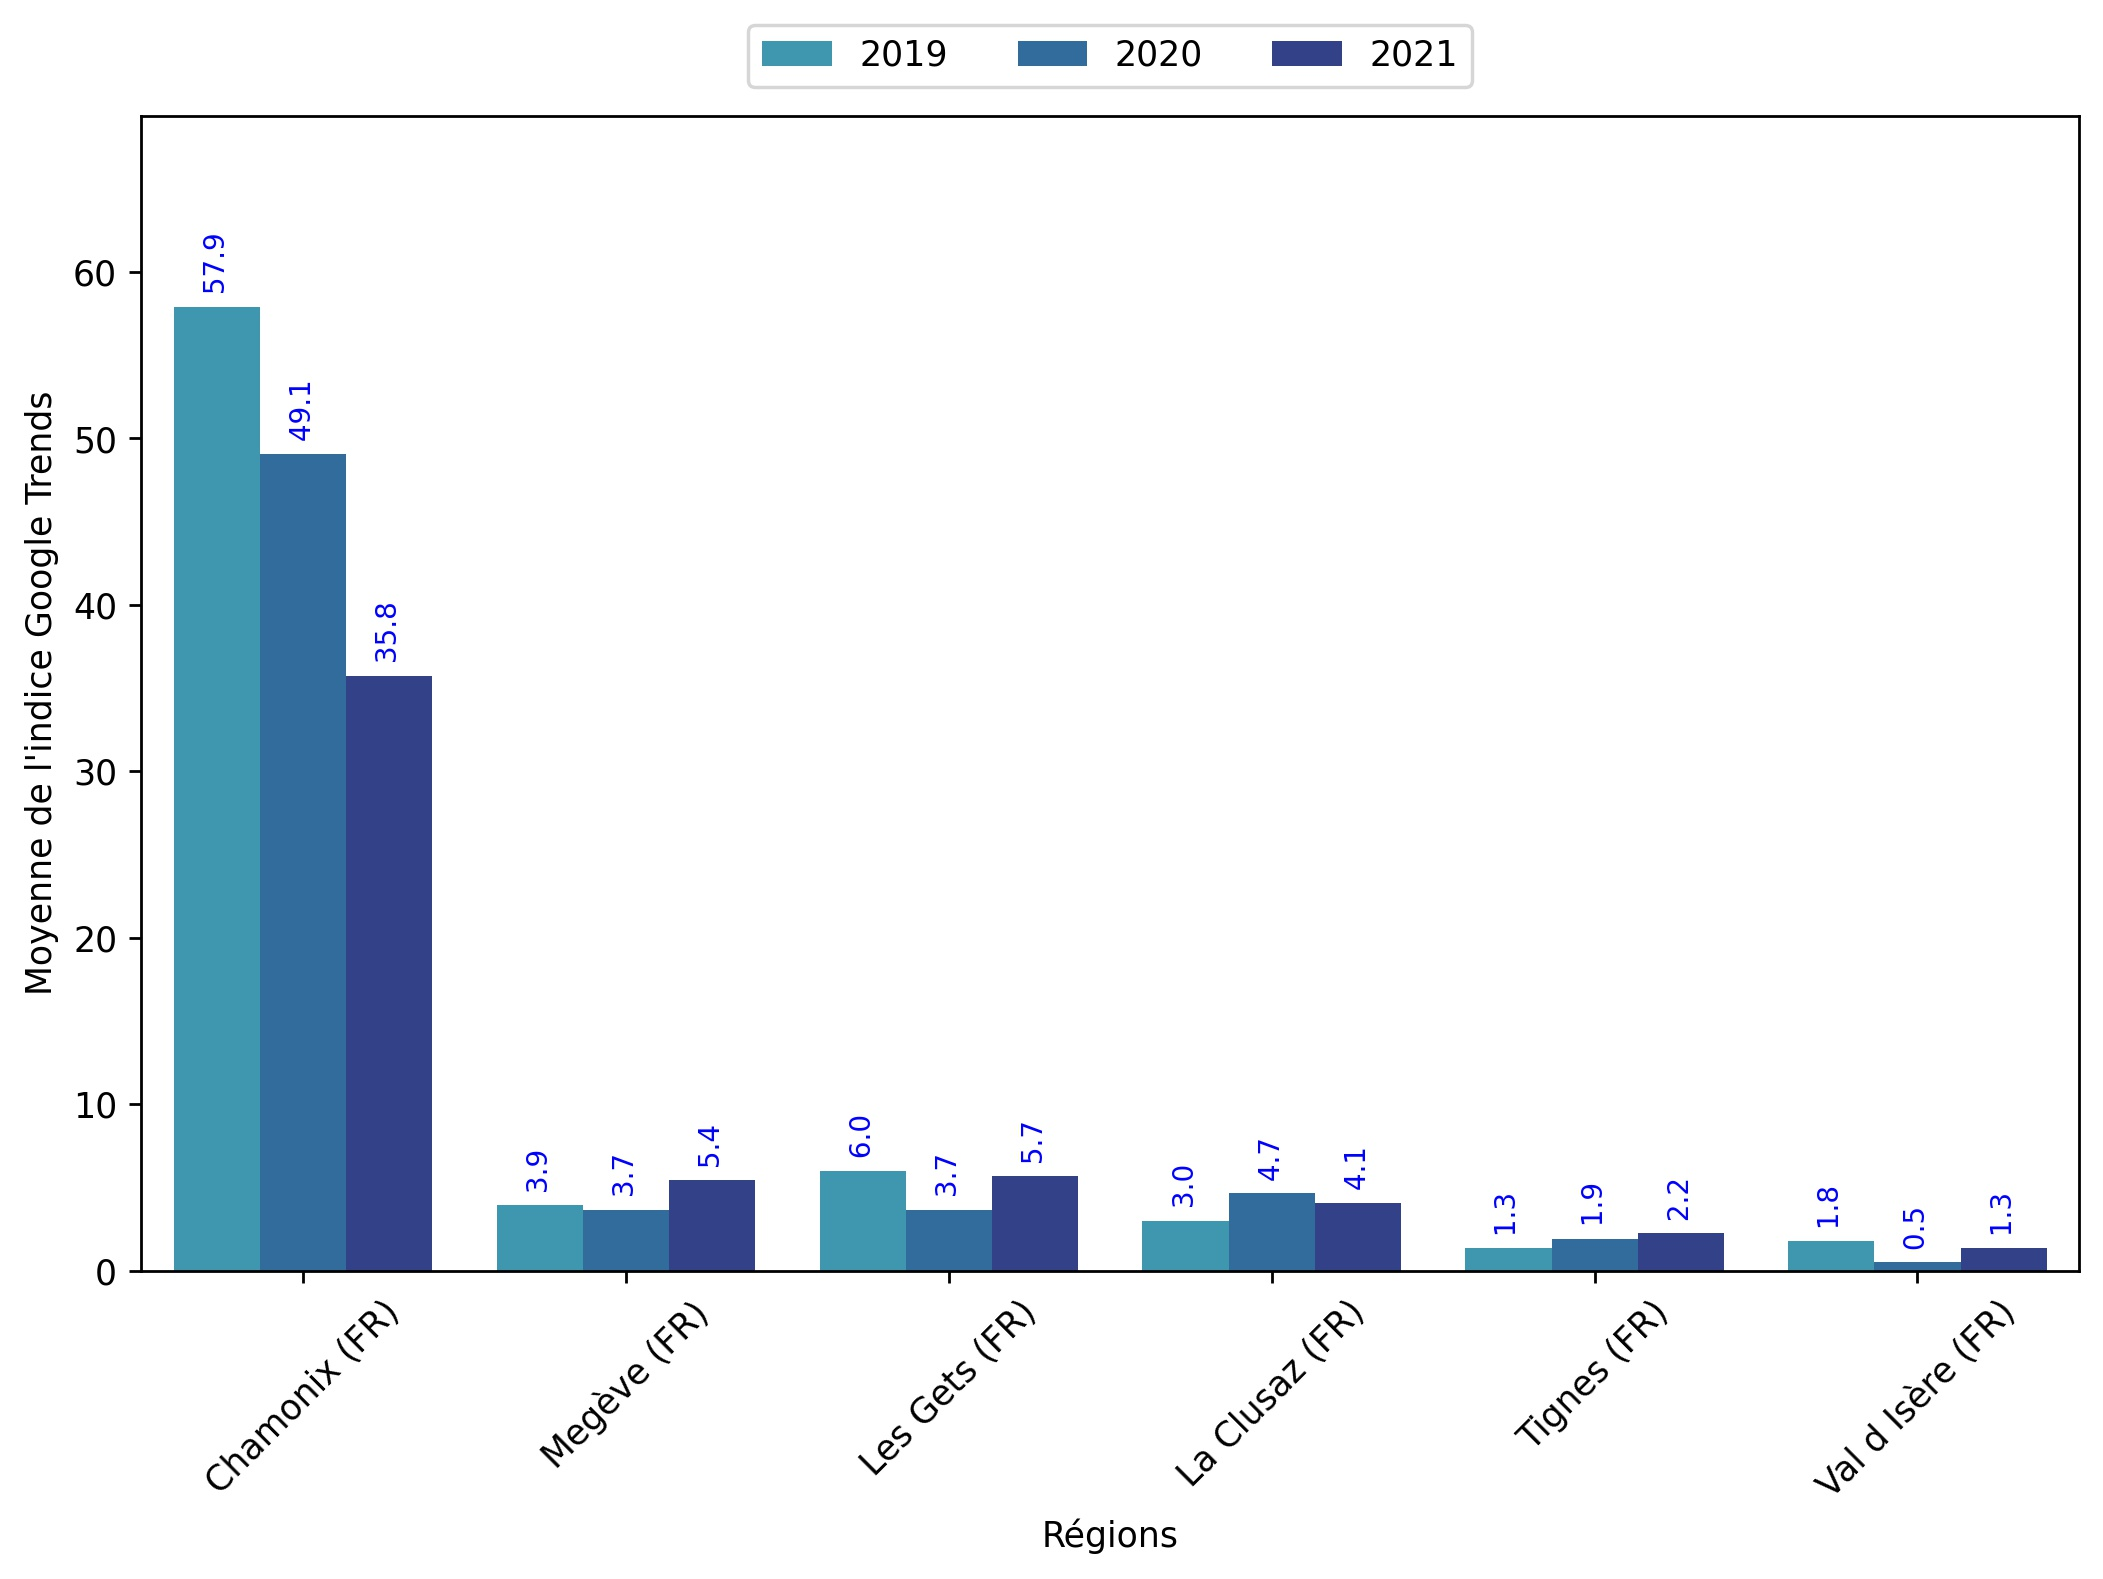 2019 2020 2021
Moyenne de l'indice Google Trends
60
50
40
30
20
10
0
57.9
49.1
35.8
3.9
3.7
5.4
6.0
3.7
5.7
3.0
4.7
4.1
1.3
1.9
2.2
1.8
0.5
1.3
Chamonix (FR)
Megève (FR)
Les Gets (FR)
La Clusaz (FR)
Tignes (FR)
Val d Isère (FR)
Régions